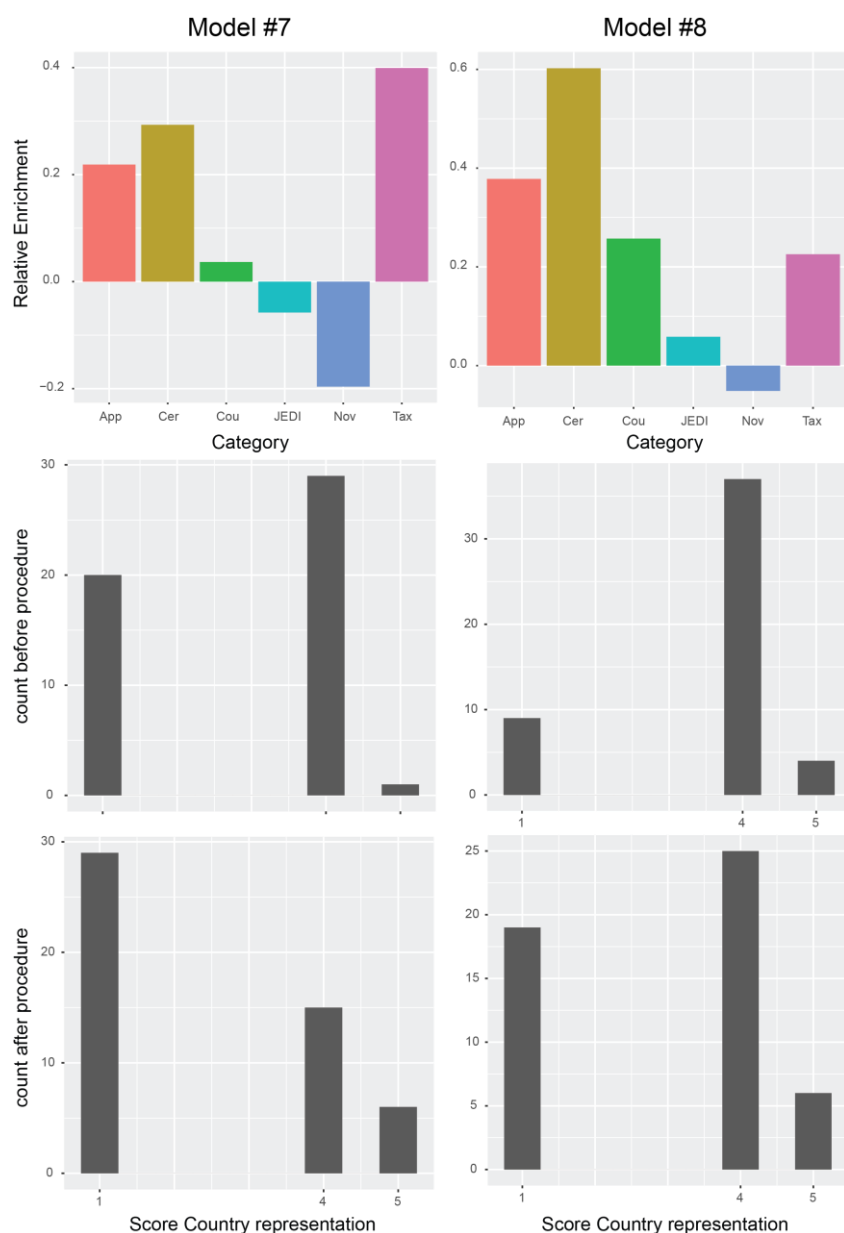 Model #7
Model #8
Relative Enrichment
0.4
0.2
0.0
−0.2
App Cer Cou JEDI Nov Tax
Category
0.6
0.4
0.2
0.0
App Cer Cou JEDI Nov Tax
Category
count before procedure
30
20
10
0
30
20
10
0
1 4 5
count after procedure
30
20
10
0
1 4 5
Score Country representation
25
20
15
10
5
0
1 4 5
Score Country representation